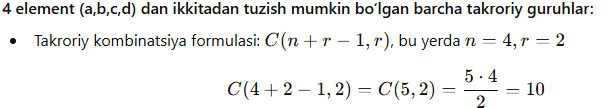 4 element (a,b,c,d) dan ikkitadan tuzish mumkin bo‘lgan barcha takroriy guruhlar:
• Takroriy kombinatsiya formulasi: C(n + r − 1, r), bu yerda n = 4, r = 2
C(4 + 2 − 1, 2) = C(5, 2) = \frac{5 · 4}{2} = 10